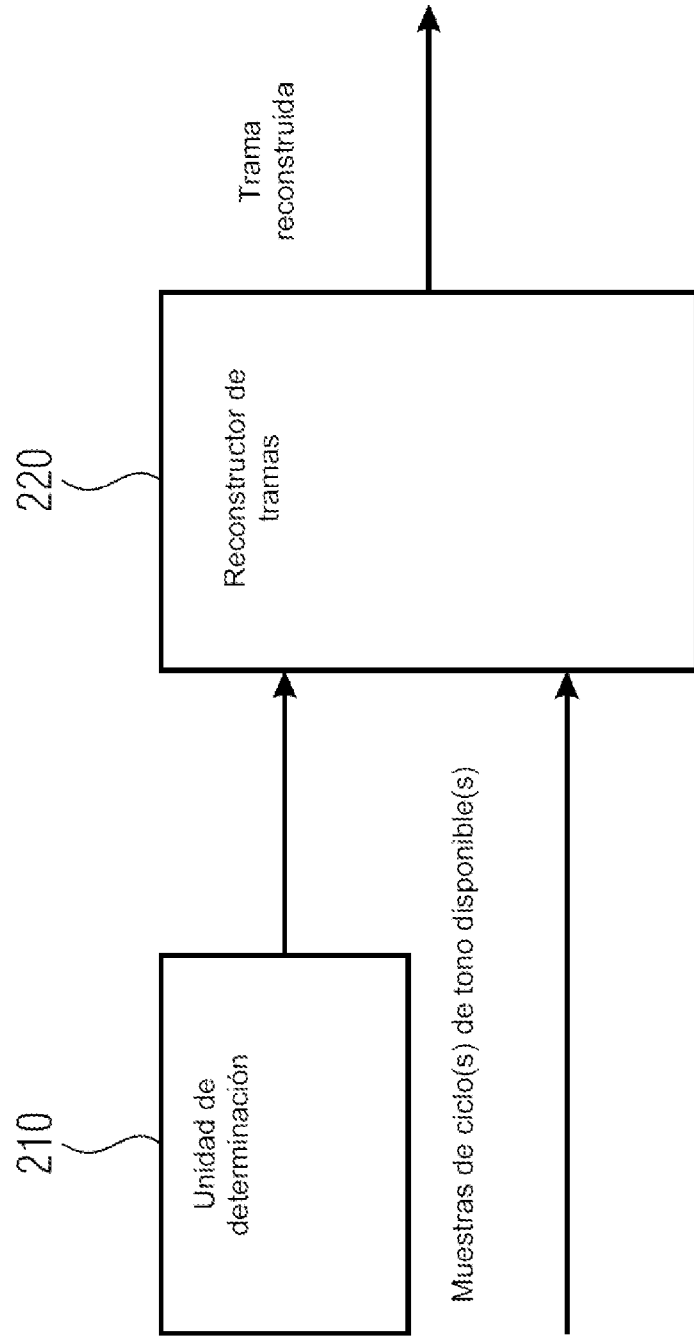 210
Unidad de
determinación
220
Reconstructor de
tramas
Muestras de ciclo(s) de tono disponible(s)
Trama
reconstruida